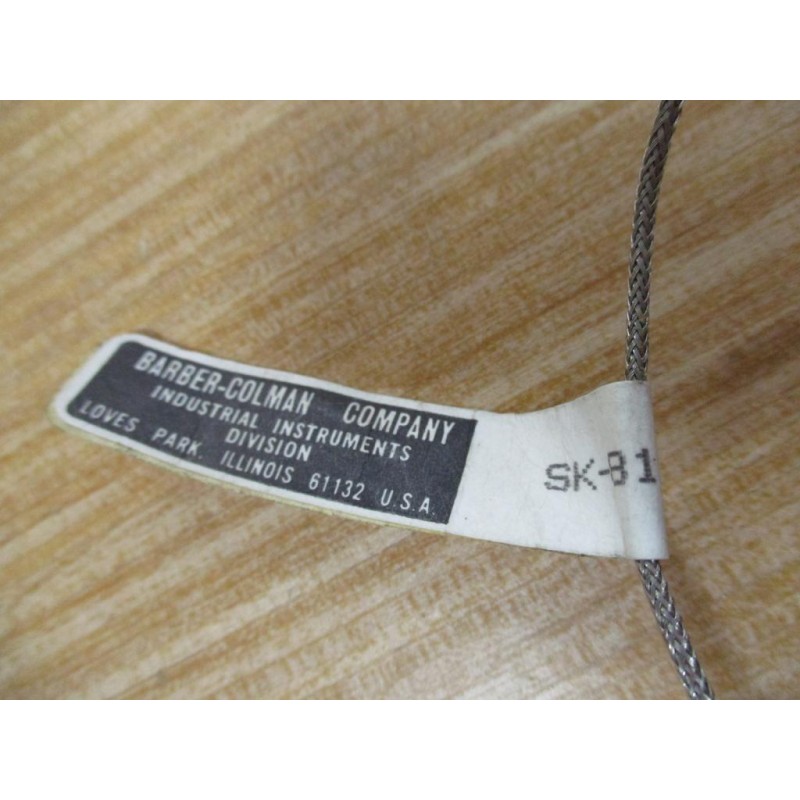 BARBER-COLMAN COMPANY
INDUSTRIAL INSTRUMENTS
DIVISION
LOVES PARK, ILLINOIS 61132 U.S.A.
SK-81